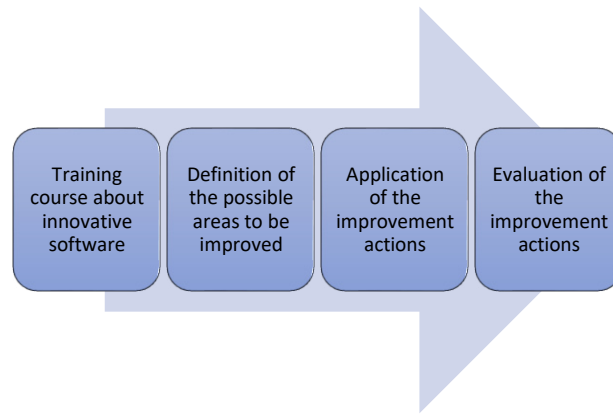 Training
course about
innovative
software
Definition of
the possible
areas to be
improved
Application
of the
improvement
actions
Evaluation of
the
improvement
actions